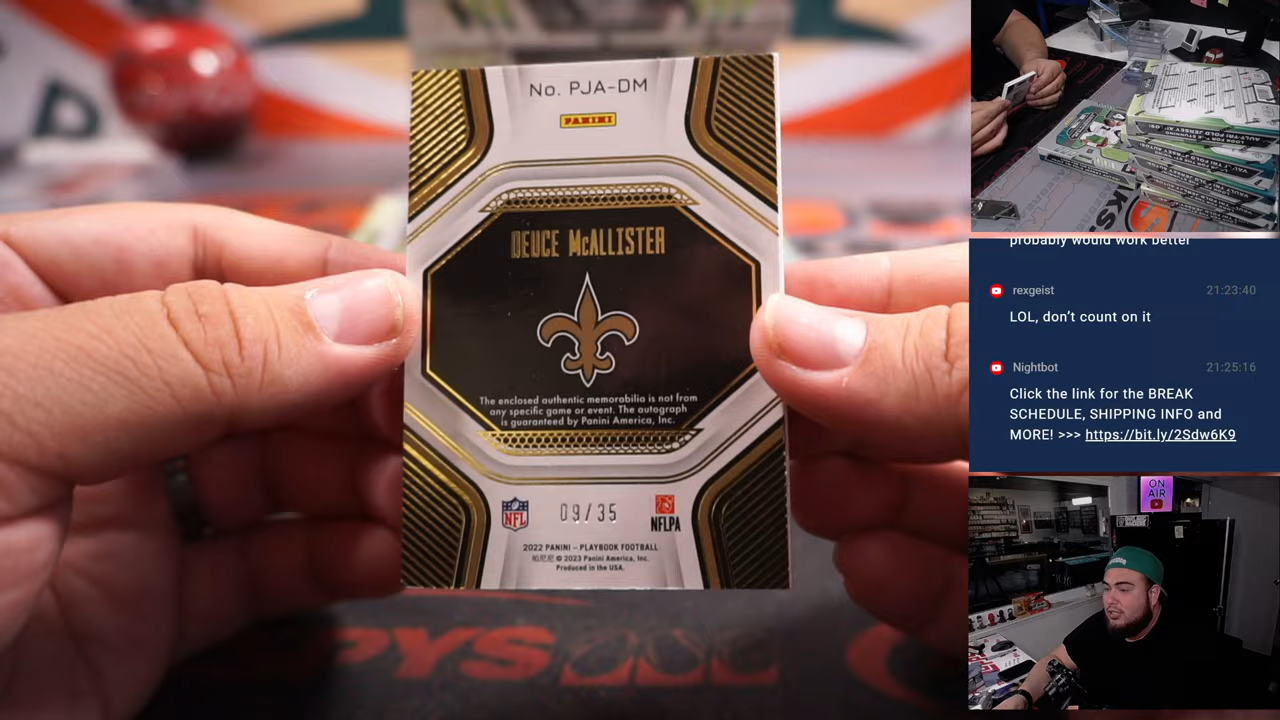 No. PJA-DM
PANINI
DEUCE McALLISTER
The enclosed authentic memorabilia is not from
any specific game or event. The autograph
is guaranteed by Panini America, Inc.
NFL
09/35
NFLPA
2022 PANINI – PLAYBOOK FOOTBALL
帕尼尼 © 2023 Panini America, Inc.
Produced in the USA.
probably would work better
rexgeist
21:23:40
LOL, don’t count on it
Nightbot
21:25:16
Click the link for the BREAK
SCHEDULE, SHIPPING INFO and
MORE! >>> https://bit.ly/2Sdw6K9
ON
AIR